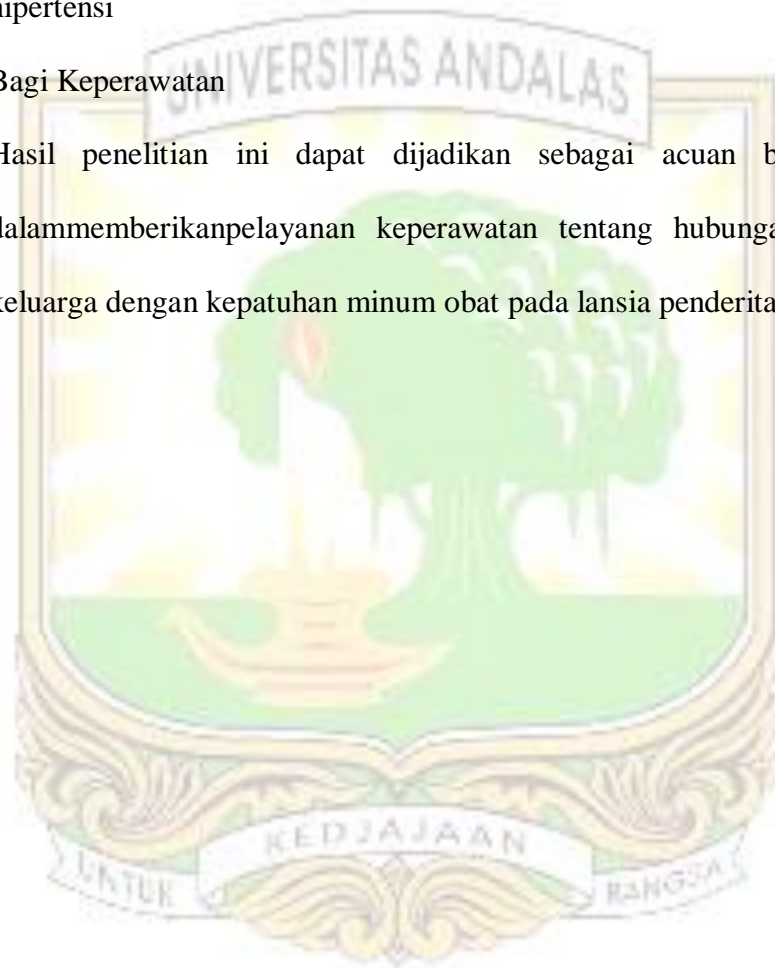 hipertensi
UNIVERSITAS ANDALAS
Bagi Keperawatan
Hasil penelitian ini dapat dijadikan sebagai acuan b
dalammemberikanpelayanan keperawatan tentang hubunga
keluarga dengan kepatuhan minum obat pada lansia penderita
KEDJAJAAN
UNTUK BANGSA